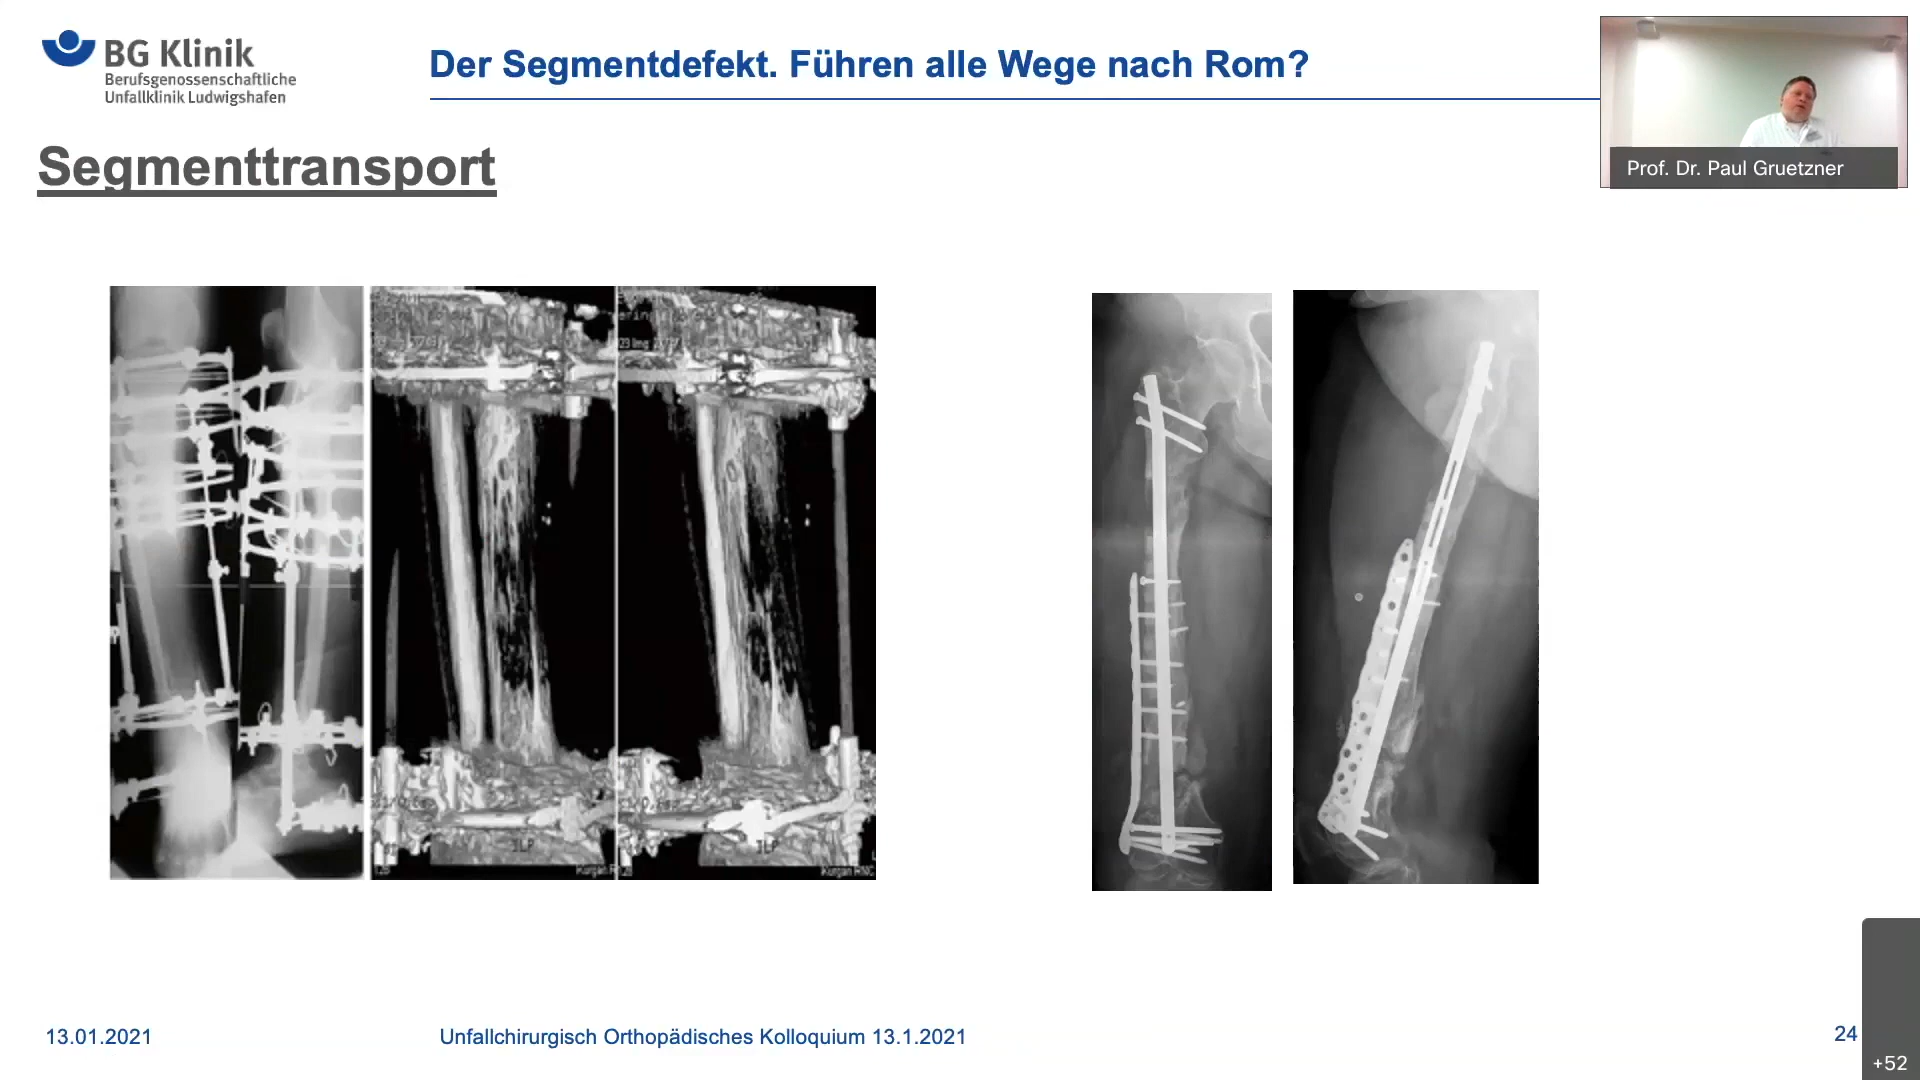 BG Klinik
Berufsgenossenschaftliche
Unfallklinik Ludwigshafen
Der Segmentdefekt. Führen alle Wege nach Rom?
Prof. Dr. Paul Gruetzner
Segmenttransport
13.01.2021
Unfallchirurgisch Orthopädisches Kolloquium 13.1.2021
24
+52